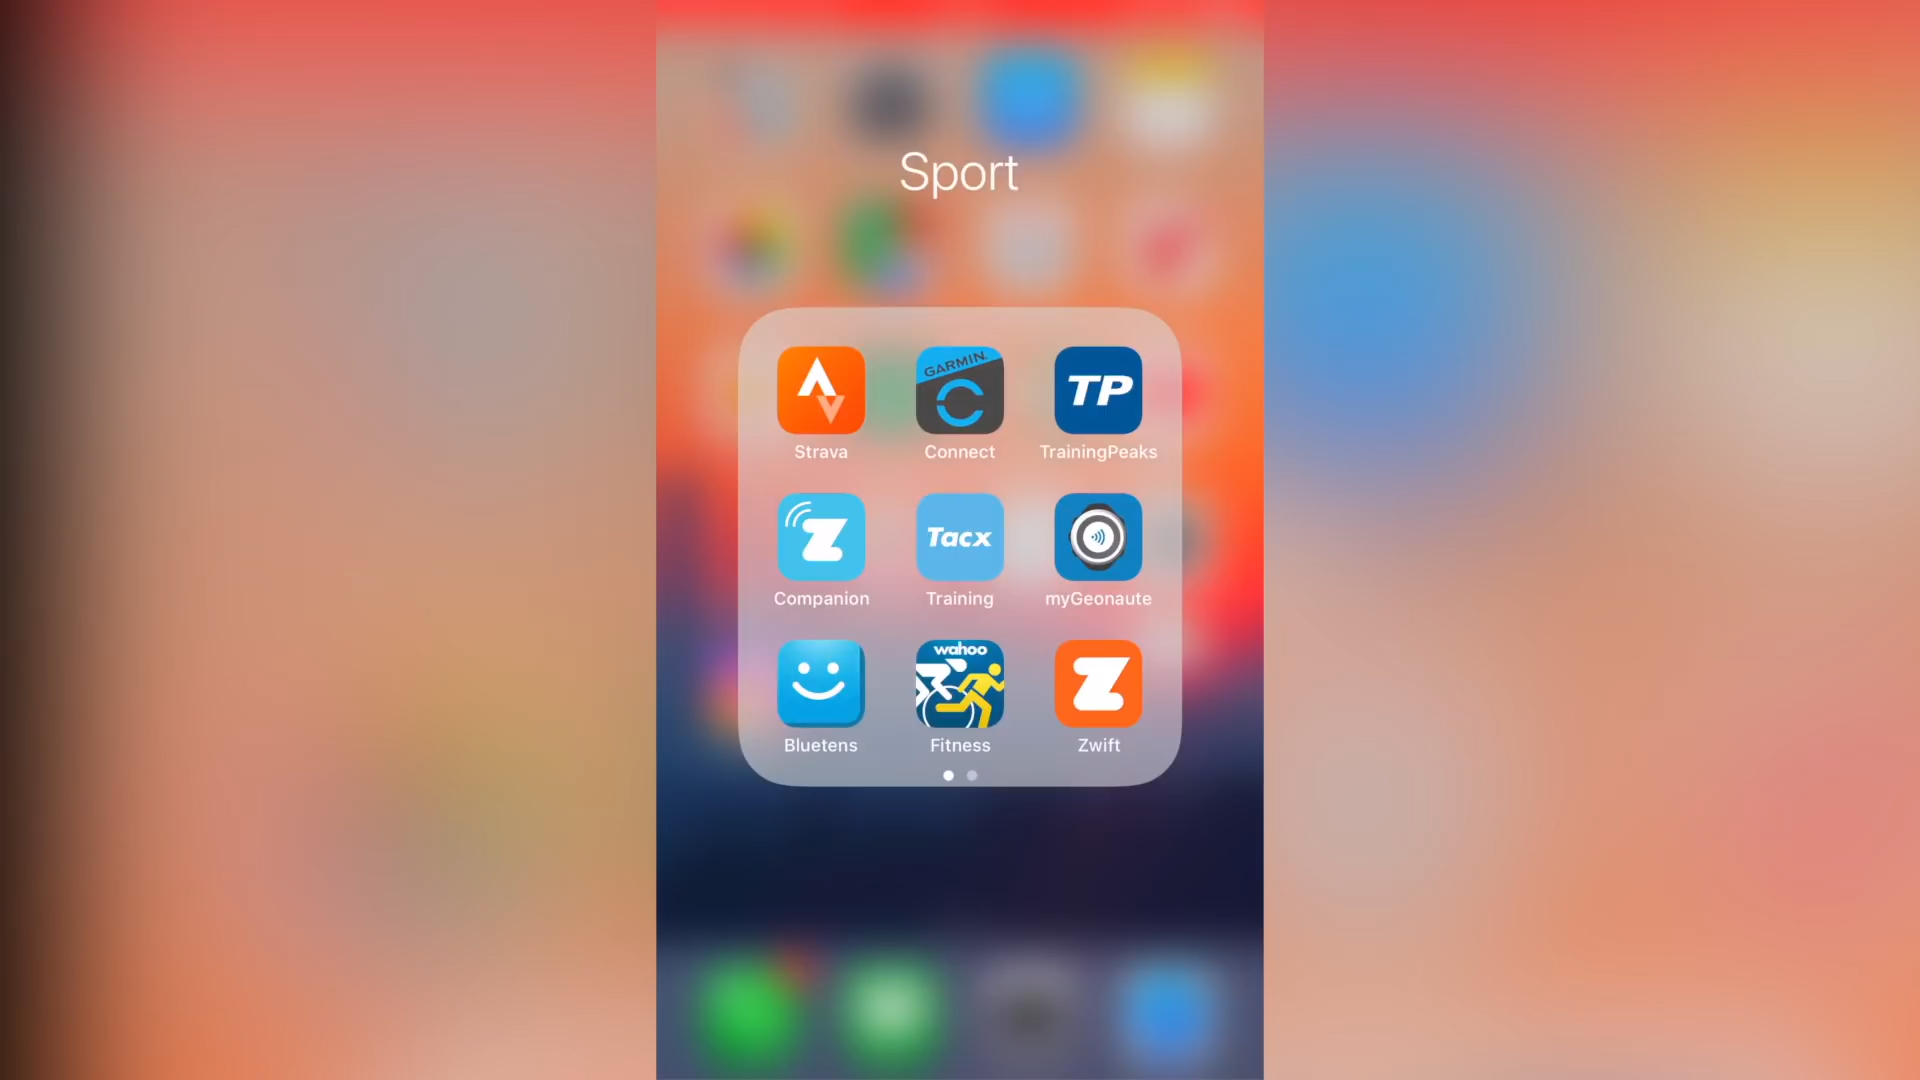 Sport
GARMIN
TP
Strava
Connect
TrainingPeaks
Tacx
Companion
Training
myGeonaute
wahoo
Bluetens
Fitness
Zwift